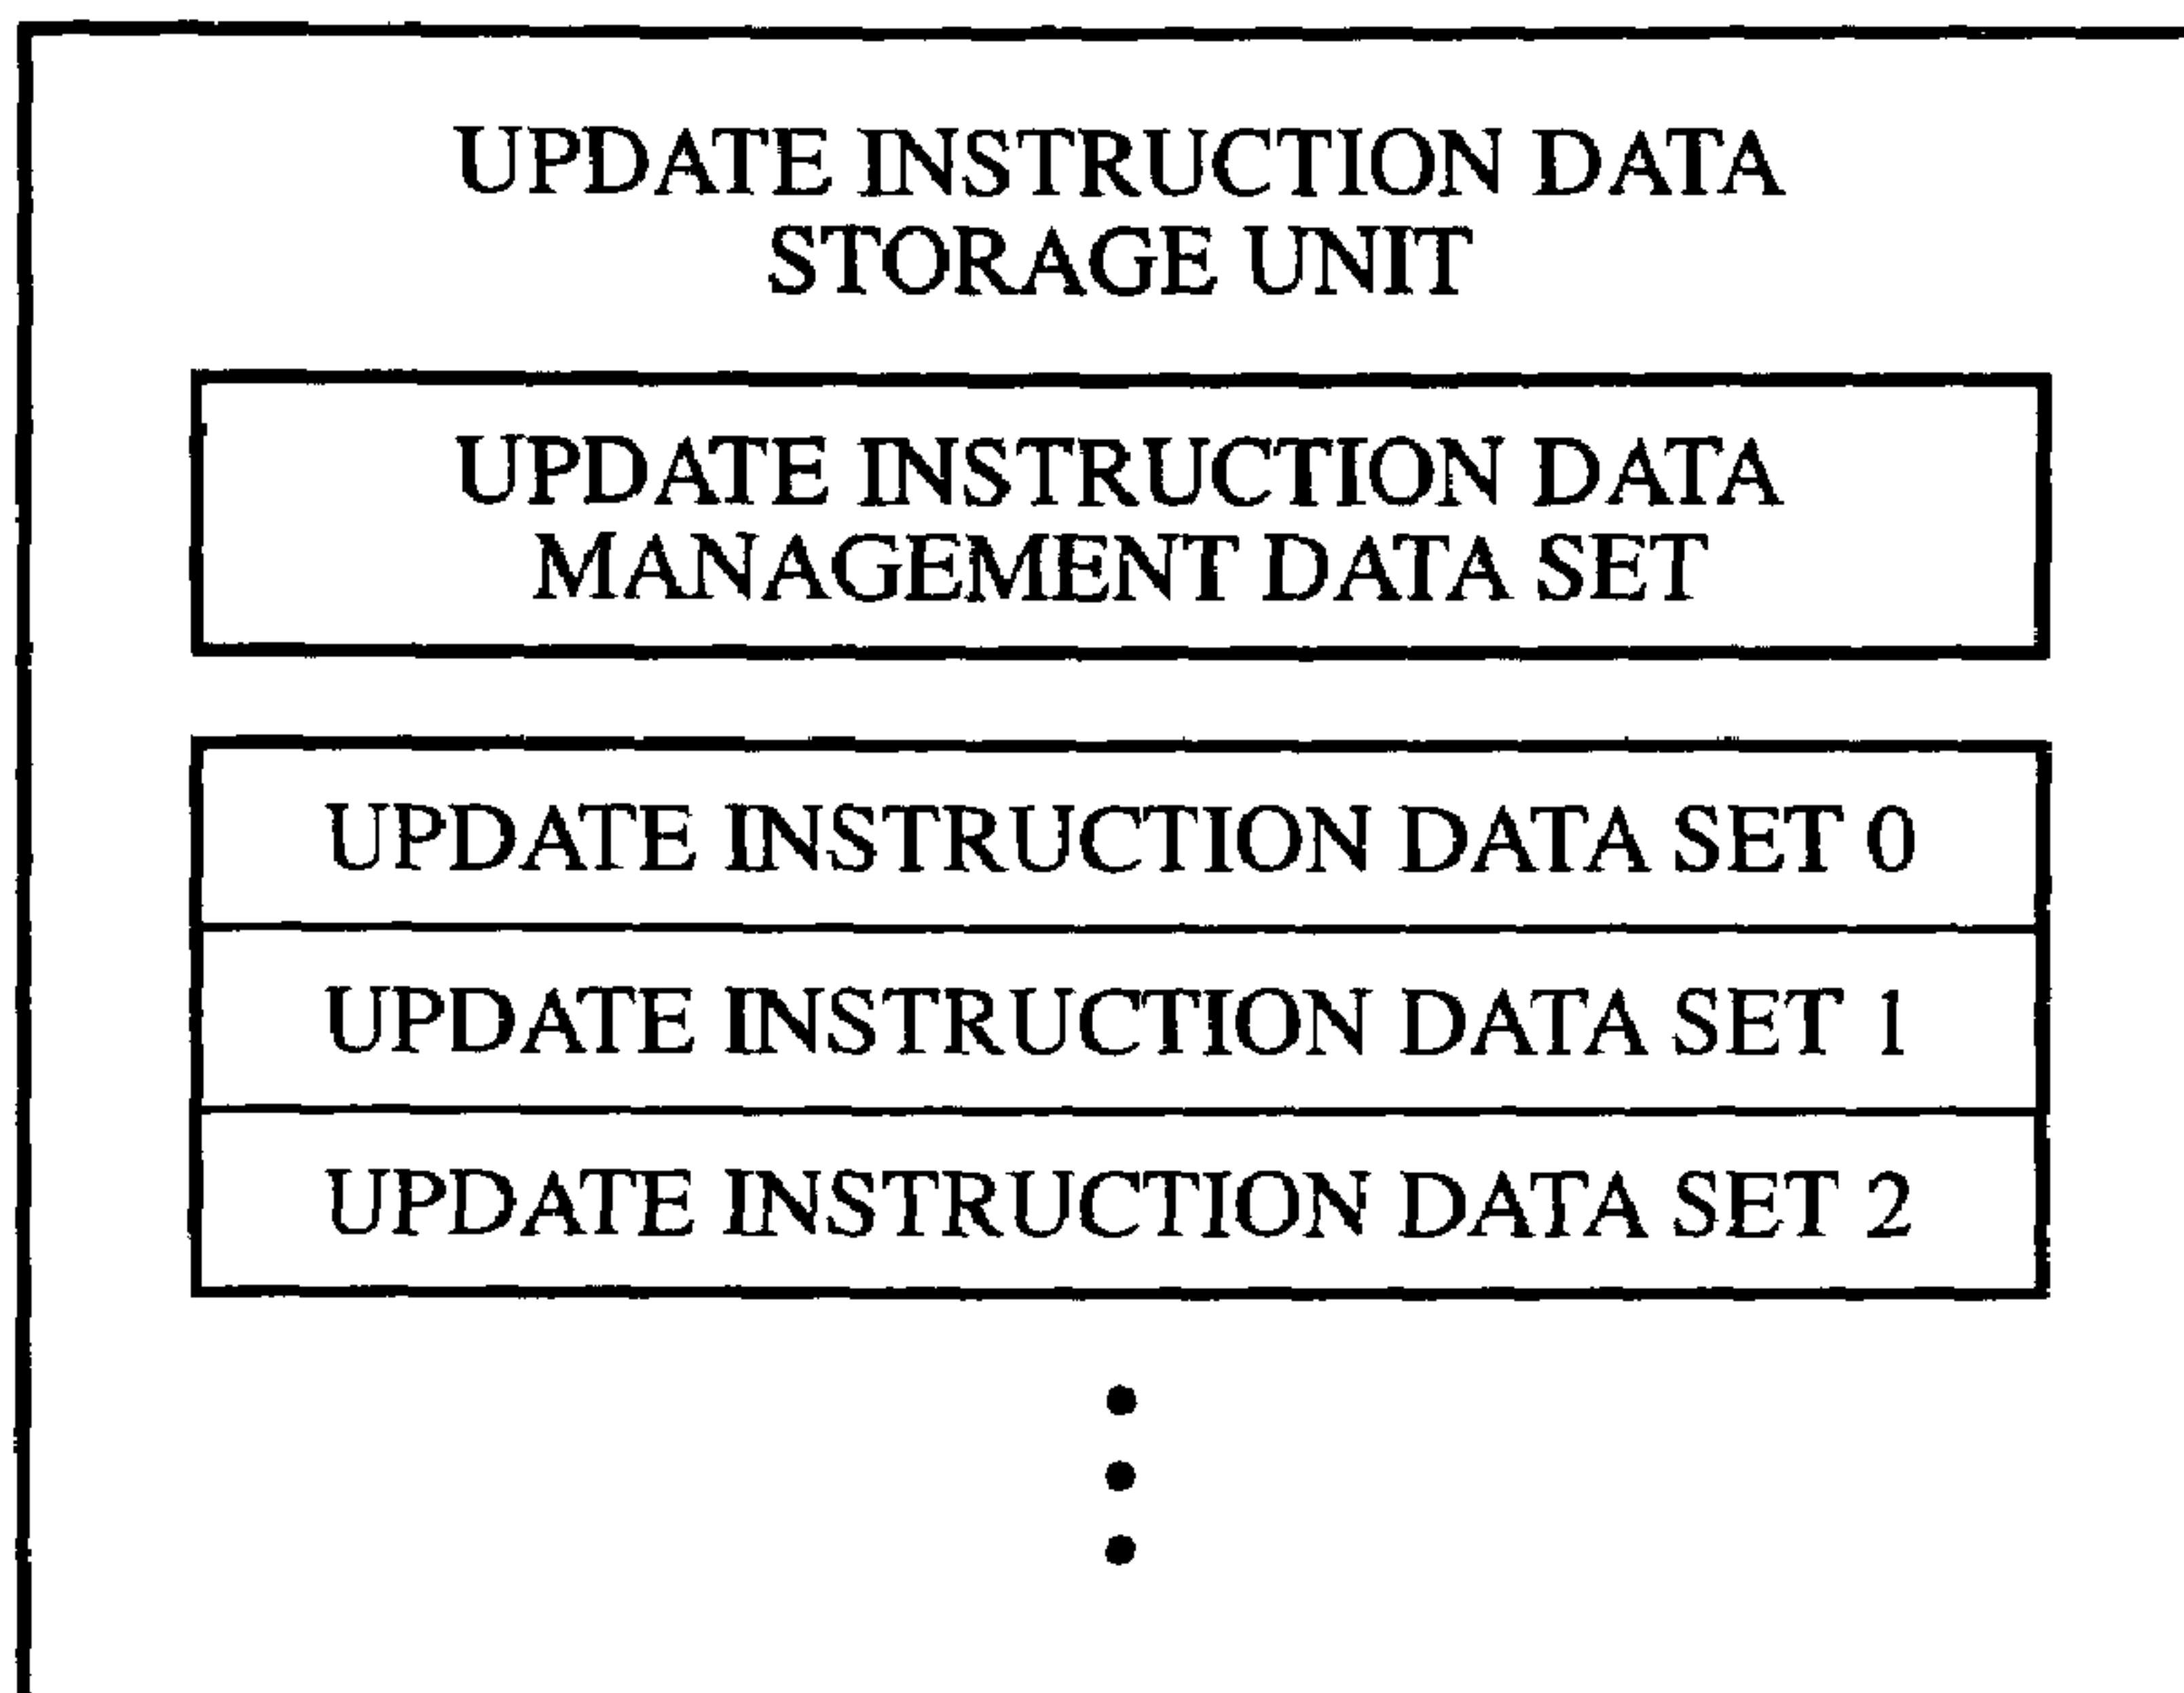 UPDATE INSTRUCTION DATA
STORAGE UNIT
UPDATE INSTRUCTION DATA
MANAGEMENT DATA SET
UPDATE INSTRUCTION DATA SET 0
UPDATE INSTRUCTION DATA SET 1
UPDATE INSTRUCTION DATA SET 2